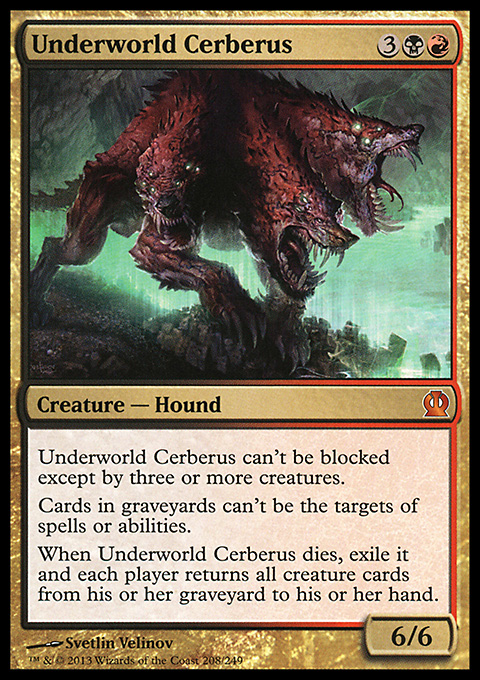 Underworld Cerberus 3
Creature — Hound
Underworld Cerberus can't be blocked
except by three or more creatures.
Cards in graveyards can't be the targets of
spells or abilities.
When Underworld Cerberus dies, exile it
and each player returns all creature cards
from his or her graveyard to his or her hand.
6/6
Svetlin Velinov
™ & © 2013 Wizards of the Coast 208/249